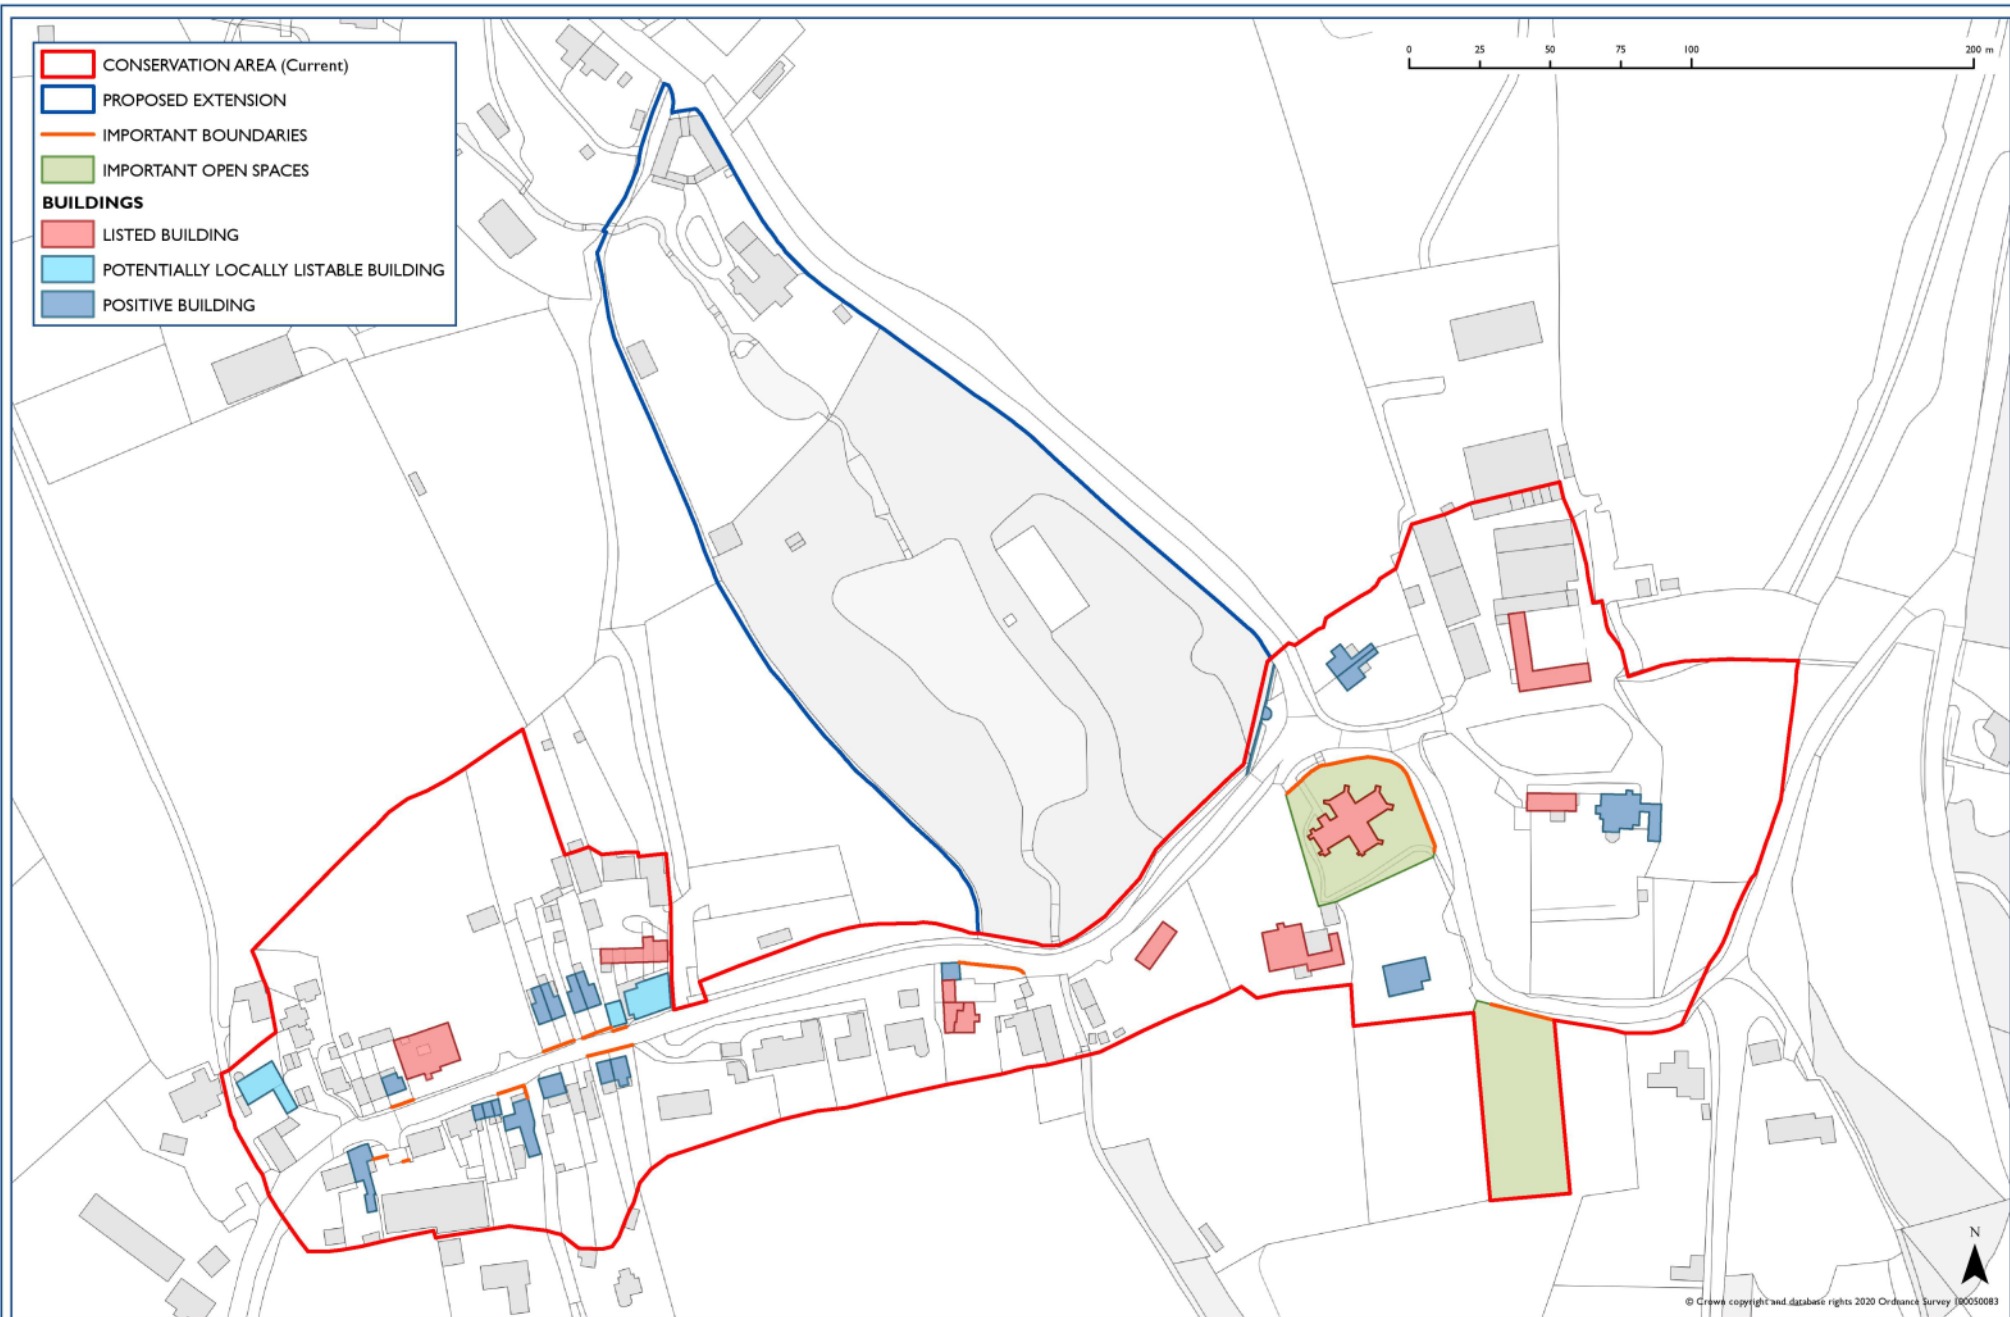 CONSERVATION AREA (Current)
PROPOSED EXTENSION
IMPORTANT BOUNDARIES
IMPORTANT OPEN SPACES
BUILDINGS
LISTED BUILDING
POTENTIALLY LOCALLY LISTABLE BUILDING
POSITIVE BUILDING
0 25 50 75 100 200 m
N
© Crown copyright and database rights 2020 Ordnance Survey 100050083